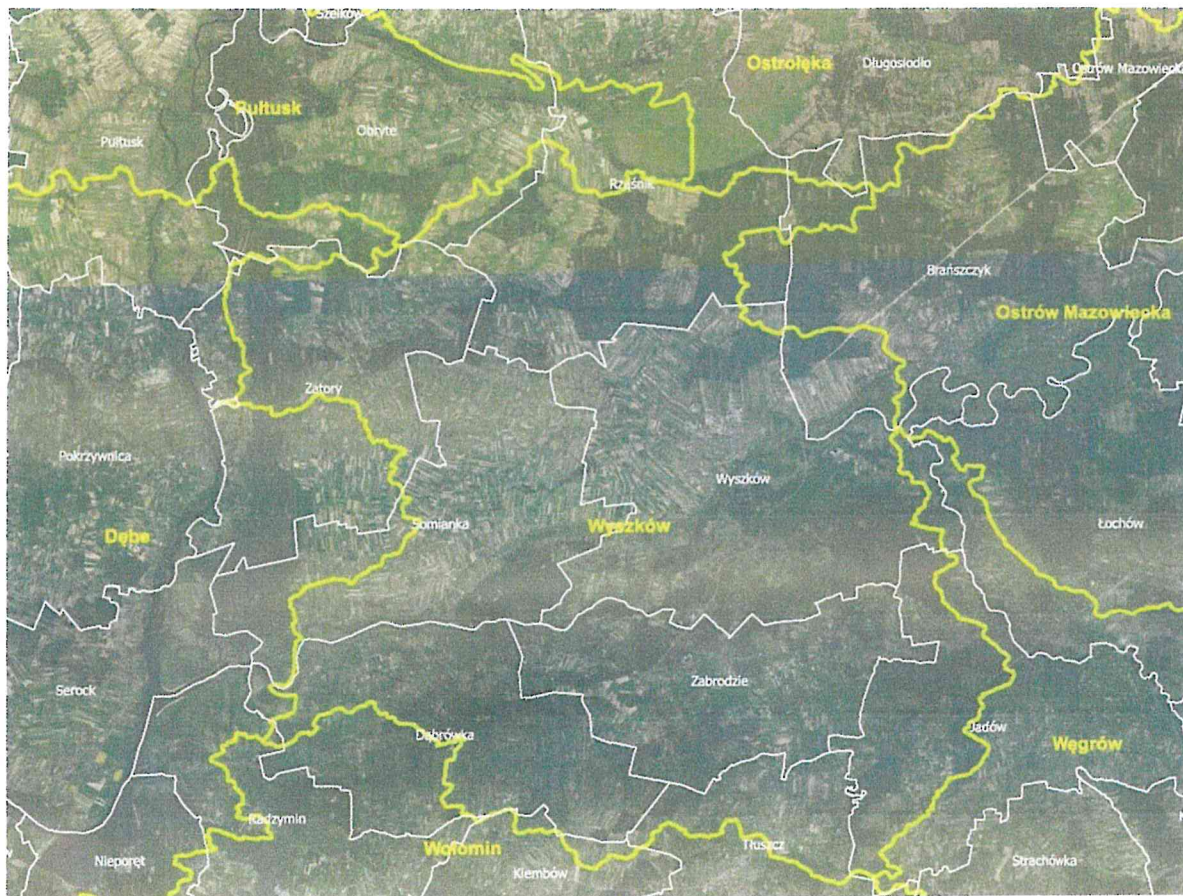 Szelków
Ostrołęka
Długosiodło
Ostrów Mazowiecka
Pułtusk
Obryte
Pułtusk
Rząśnik
Brańszczyk
Ostrów Mazowiecka
Zatory
Pokrzywnica
Wyszków
Somianka
Wyszków
Łochów
Dębe
Serock
Zabrodzie
Jadów
Dąbrówka
Węgrów
Radzymin
Wołomin
Tłuszcz
Nieporęt
Klembów
Strachówka